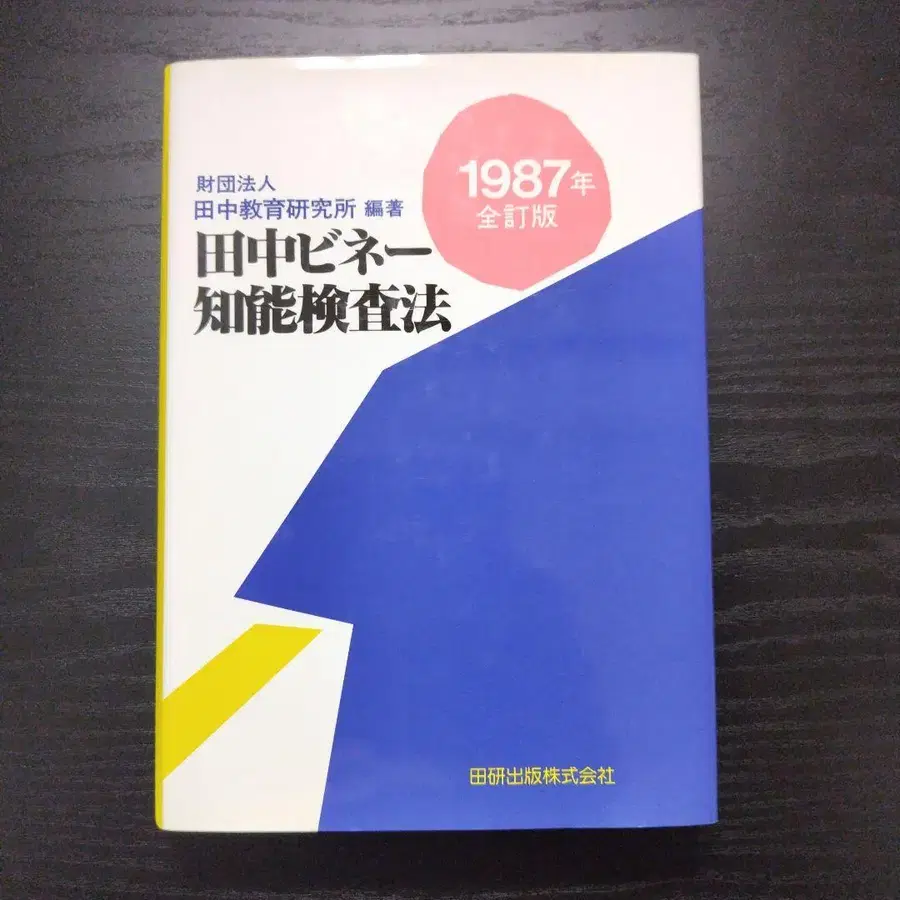 1987年
全訂版
財団法人
田中教育研究所 編著
田中ビネー
知能検査法
田研出版株式会社